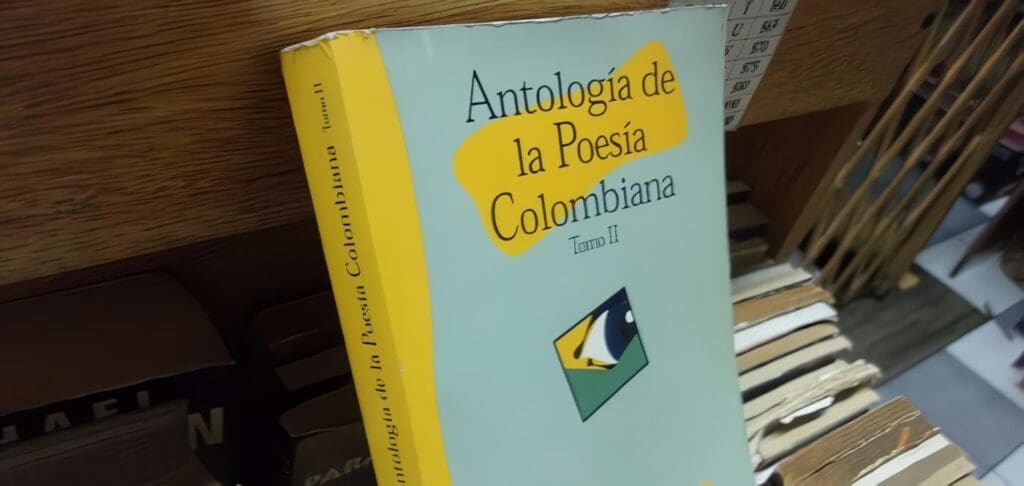 Antología de
la Poesía
Colombiana
Tomo II
Antología de la Poesía Colombiana Tomo II